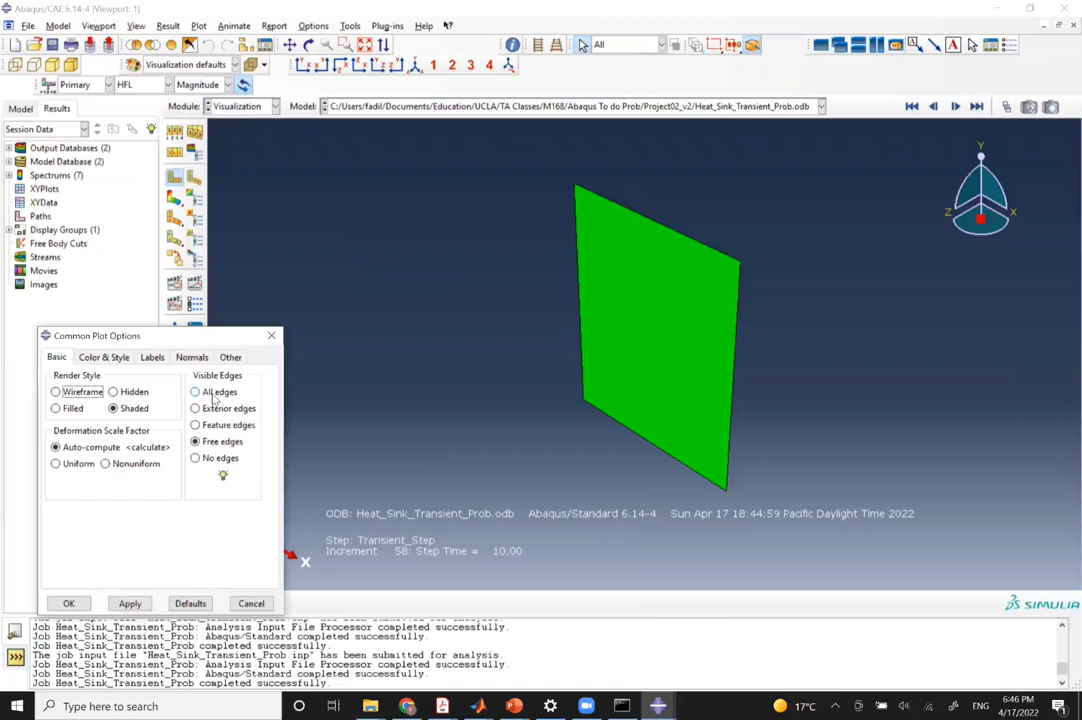 Abaqus/CAE 6.14-4 [Viewport: 1]
File Model Viewport View Result Plot Animate Report Options Tools Plug-ins Help
All
Visualization defaults
1 2 3 4
Primary HFL Magnitude
Model Results
Module: Visualization Model: C:/Users/fadil/Documents/Education/UCLA/TA Classes/M168/Abaqus To do Prob/Project02_v2/Heat_Sink_Transient_Prob.odb
Session Data
Output Databases (2)
Model Database (2)
Spectrums (7)
XYPlots
XYData
Paths
Display Groups (1)
Free Body Cuts
Streams
Movies
Images
Y
Z X
Common Plot Options
Basic Color & Style Labels Normals Other
Render Style
Wireframe Hidden
Filled Shaded
Deformation Scale Factor
Auto-compute <calculate>
Uniform Nonuniform
Visible Edges
All edges
Exterior edges
Feature edges
Free edges
No edges
OK Apply Defaults Cancel
ODB: Heat_Sink_Transient_Prob.odb Abaqus/Standard 6.14-4 Sun Apr 17 18:44:59 Pacific Daylight Time 2022
Step: Transient_Step
Increment 58: Step Time = 10.00
X
SIMULIA
Job Heat_Sink_Transient_Prob: Analysis Input File Processor completed successfully.
Job Heat_Sink_Transient_Prob: Abaqus/Standard completed successfully.
Job Heat_Sink_Transient_Prob completed successfully.
The job input file "Heat_Sink_Transient_Prob.inp" has been submitted for analysis.
Job Heat_Sink_Transient_Prob: Analysis Input File Processor completed successfully.
Job Heat_Sink_Transient_Prob: Abaqus/Standard completed successfully.
Job Heat_Sink_Transient_Prob completed successfully.
Type here to search
17°C
ENG
6:46 PM
4/17/2022